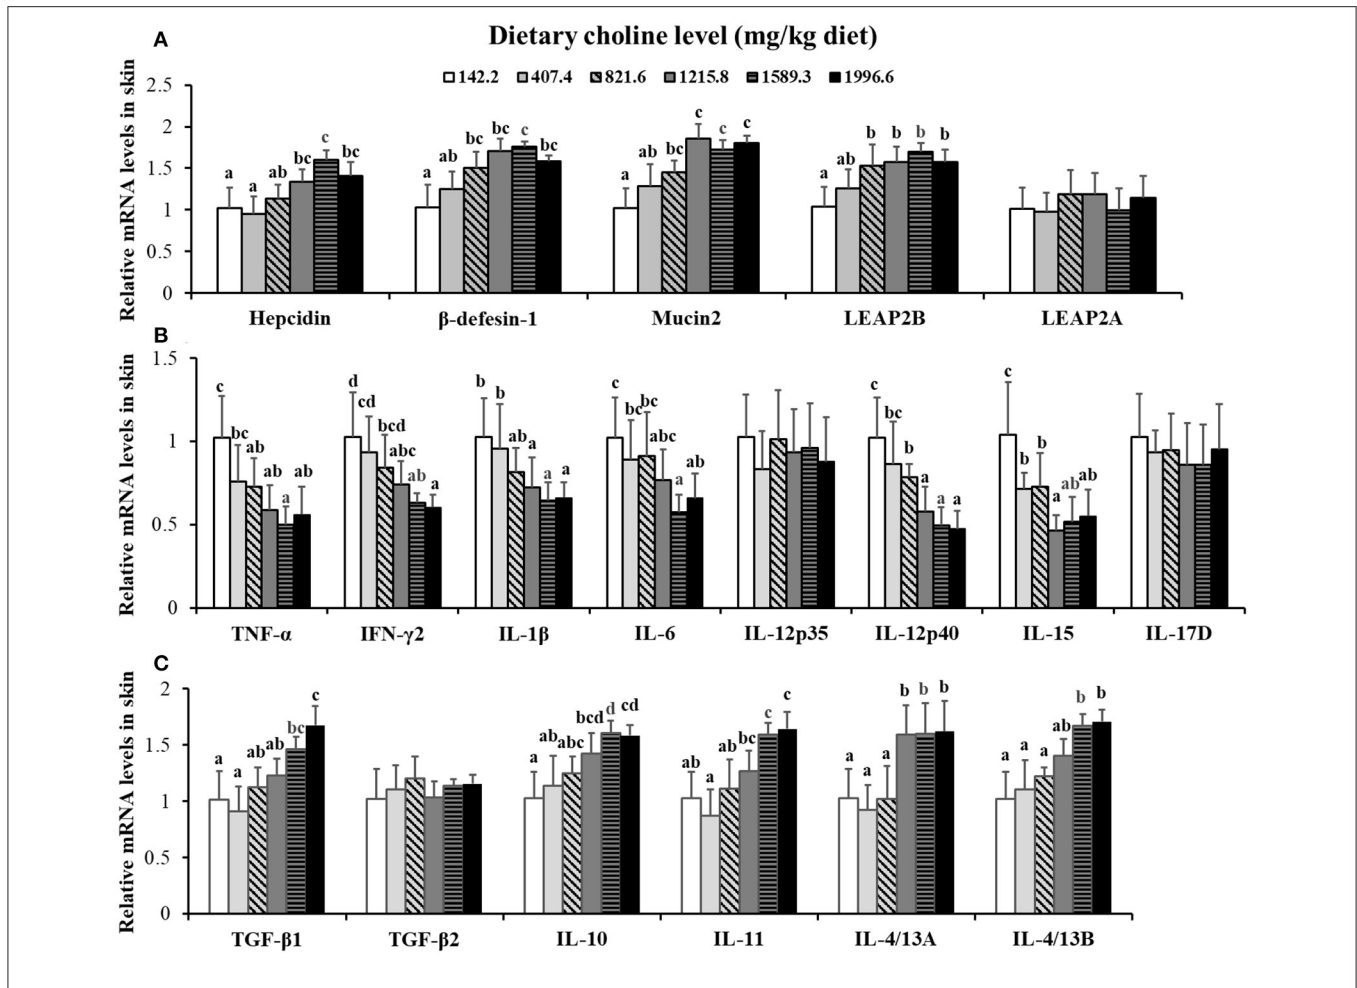 A
Dietary choline level (mg/kg diet)
142.2 407.4 821.6 1215.8 1589.3 1996.6
Relative mRNA levels in skin
2.5
2
1.5
1
0.5
0
a a ab bc c bc
a ab bc bc c bc
a ab bc c c c
a ab b b b b
Hepcidin β-defesin-1 Mucin2 LEAP2B LEAP2A
B
Relative mRNA levels in skin
1.5
1
0.5
0
c bc ab ab a ab
d cd bcd abc ab a
b b ab a a a
c bc bc abc a ab
c bc b a a a
c b b a ab ab
TNF-α IFN-γ2 IL-1β IL-6 IL-12p35 IL-12p40 IL-15 IL-17D
C
Relative mRNA levels in skin
2
1.5
1
0.5
0
a a ab ab bc c
a ab abc bcd d cd
ab a ab bc c c
a a a b b b
a a a ab b b
TGF-β1 TGF-β2 IL-10 IL-11 IL-4/13A IL-4/13B